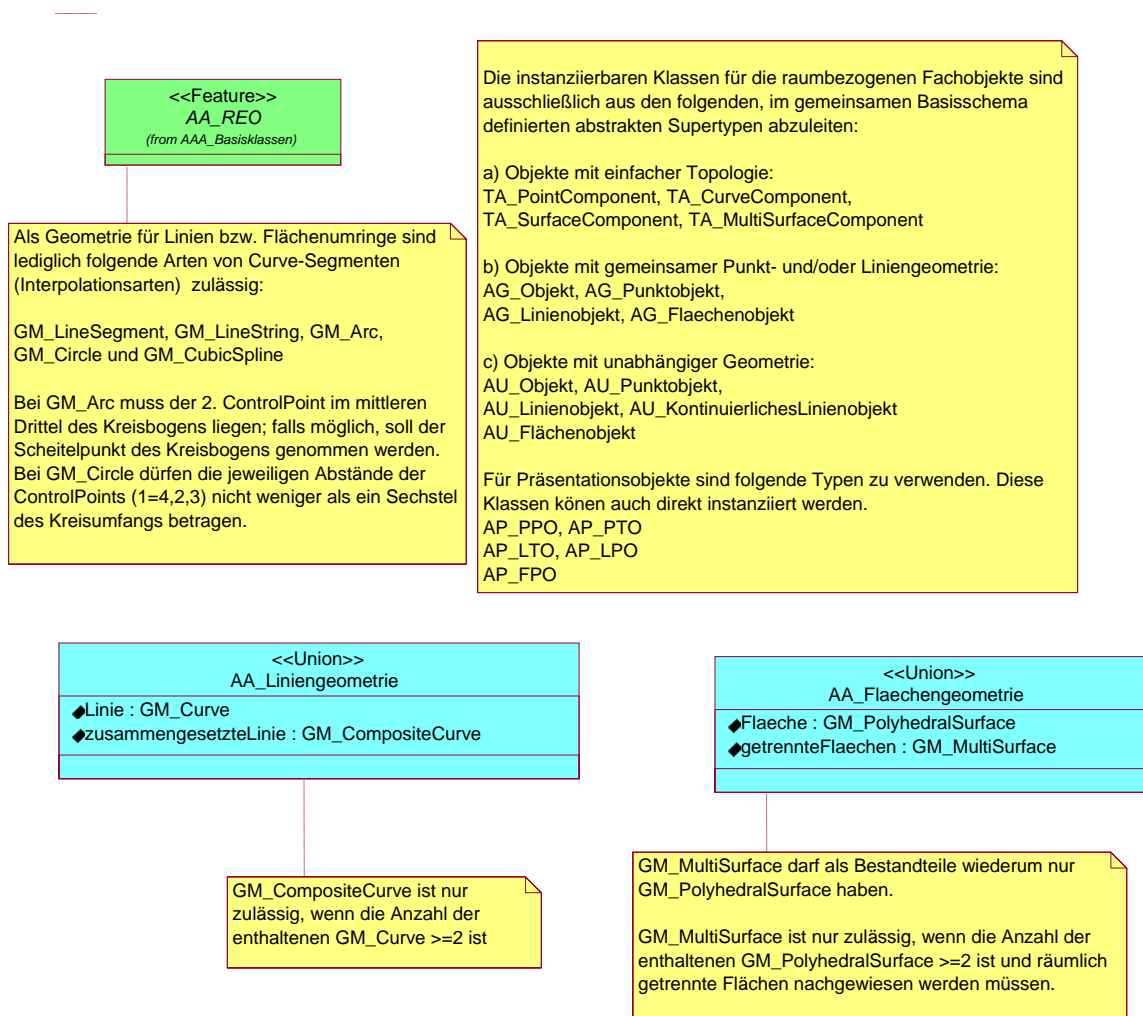 <<Feature>>
AA_REO
(from AAA_Basisklassen)
Als Geometrie für Linien bzw. Flächenumringe sind
lediglich folgende Arten von Curve-Segmenten
(Interpolationsarten) zulässig:
GM_LineSegment, GM_LineString, GM_Arc,
GM_Circle und GM_CubicSpline
Bei GM_Arc muss der 2. ControlPoint im mittleren
Drittel des Kreisbogens liegen; falls möglich, soll der
Scheitelpunkt des Kreisbogens genommen werden.
Bei GM_Circle dürfen die jeweiligen Abstände der
ControlPoints (1=4,2,3) nicht weniger als ein Sechstel
des Kreisumfangs betragen.
Die instanziierbaren Klassen für die raumbezogenen Fachobjekte sind
ausschließlich aus den folgenden, im gemeinsamen Basisschema
definierten abstrakten Supertypen abzuleiten:
a) Objekte mit einfacher Topologie:
TA_PointComponent, TA_CurveComponent,
TA_SurfaceComponent, TA_MultiSurfaceComponent
b) Objekte mit gemeinsamer Punkt- und/oder Liniengeometrie:
AG_Objekt, AG_Punktobjekt,
AG_Linienobjekt, AG_Flaechenobjekt
c) Objekte mit unabhängiger Geometrie:
AU_Objekt, AU_Punktobjekt,
AU_Linienobjekt, AU_KontinuierlichesLinienobjekt
AU_Flächenobjekt
Für Präsentationsobjekte sind folgende Typen zu verwenden. Diese
Klassen könen auch direkt instanziiert werden.
AP_PPO, AP_PTO
AP_LTO, AP_LPO
AP_FPO
<<Union>>
AA_Liniengeometrie
Linie : GM_Curve
zusammengesetzteLinie : GM_CompositeCurve
<<Union>>
AA_Flaechengeometrie
Flaeche : GM_PolyhedralSurface
getrennteFlaechen : GM_MultiSurface
GM_CompositeCurve ist nur
zulässig, wenn die Anzahl der
enthaltenen GM_Curve >=2 ist
GM_MultiSurface darf als Bestandteile wiederum nur
GM_PolyhedralSurface haben.
GM_MultiSurface ist nur zulässig, wenn die Anzahl der
enthaltenen GM_PolyhedralSurface >=2 ist und räumlich
getrennte Flächen nachgewiesen werden müssen.